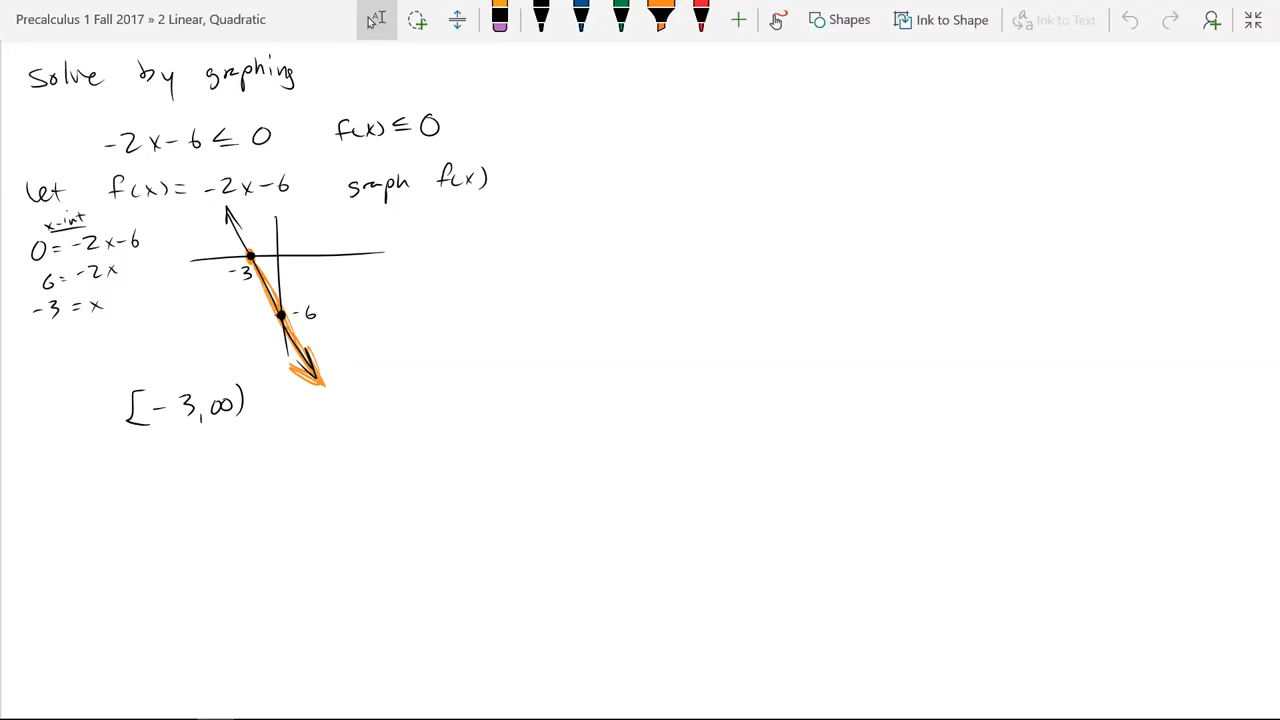 Precalculus 1 Fall 2017 » 2 Linear, Quadratic
Shapes
Ink to Shape
Ink to Text
Solve by graphing
-2x-6 ≤ 0 f(x) ≤ 0
Let f(x) = -2x-6 graph f(x)
x-int
0 = -2x-6
6 = -2x
-3 = x
-3
-6
[-3, ∞)